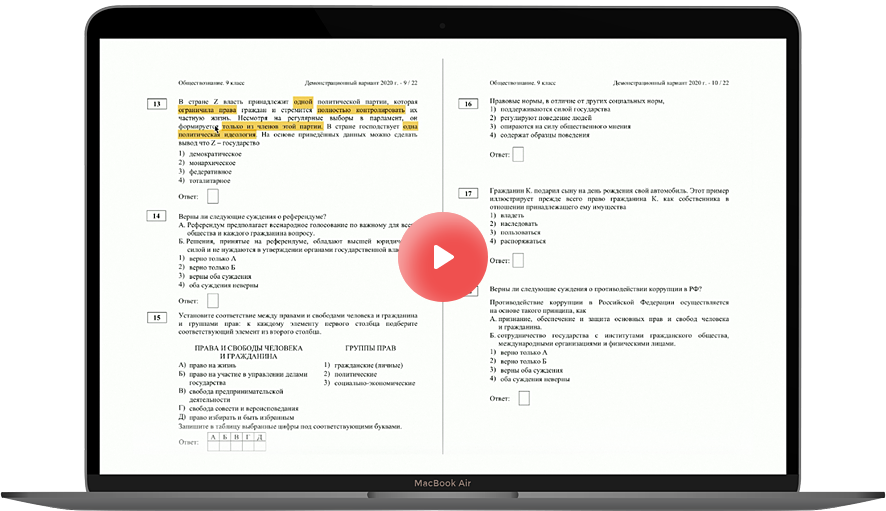 Обществознание. 9 класс
Демонстрационный вариант 2020 г. - 9 / 22
13
В стране Z власть принадлежит одной политической партии, которая
ограничила права граждан и стремится полностью контролировать их
частную жизнь. Несмотря на регулярные выборы в парламент, он
формируется только из членов этой партии. В стране господствует одна
политическая идеология. На основе приведённых данных можно сделать
вывод что Z – государство
1) демократическое
2) монархическое
3) федеративное
4) тоталитарное
Ответ:
14
Верны ли следующие суждения о референдуме?
А. Референдум предполагает всенародное голосование по важному для
общества и каждого гражданина вопросу.
Б. Решения, принятые на референдуме, обладают высшей
силой и не нуждаются в утверждении органами государственной
1) верно только А
2) верно только Б
3) верны оба суждения
4) оба суждения неверны
Ответ:
15
Установите соответствие между правами и свободами человека и гражданина
и группами прав: к каждому элементу первого столбца подберите
соответствующий элемент из второго столбца.
ПРАВА И СВОБОДЫ ЧЕЛОВЕКА
И ГРАЖДАНИНА
ГРУППЫ ПРАВ
А) право на жизнь
Б) право на участие в управлении делами
государства
В) свобода предпринимательской
деятельности
Г) свобода совести и вероисповедания
Д) право избирать и быть избранным
1) гражданские (личные)
2) политические
3) социально-экономические
Запишите в таблицу выбранные цифры под соответствующими буквами.
Ответ:
А Б В Г Д
Обществознание. 9 класс
Демонстрационный вариант 2020 г. - 10 / 22
16
Правовые нормы, в отличие от других социальных норм,
1) поддерживаются силой государства
2) регулируют поведение людей
3) опираются на силу общественного мнения
4) содержат образцы поведения
Ответ:
17
Гражданин К. подарил сыну на день рождения свой автомобиль. Этот пример
иллюстрирует прежде всего право гражданина К. как собственника в
отношении принадлежащего ему имущества
1) владеть
2) наследовать
3) пользоваться
4) распоряжаться
Ответ:
Верны ли следующие суждения о противодействии коррупции в РФ?
Противодействие коррупции в Российской Федерации осуществляется
на основе такого принципа, как
А. признание, обеспечение и защита основных прав и свобод человека
и гражданина.
Б. сотрудничество государства с институтами гражданского общества,
международными организациями и физическими лицами.
1) верно только А
2) верно только Б
3) верны оба суждения
4) оба суждения неверны
Ответ:
MacBook Air